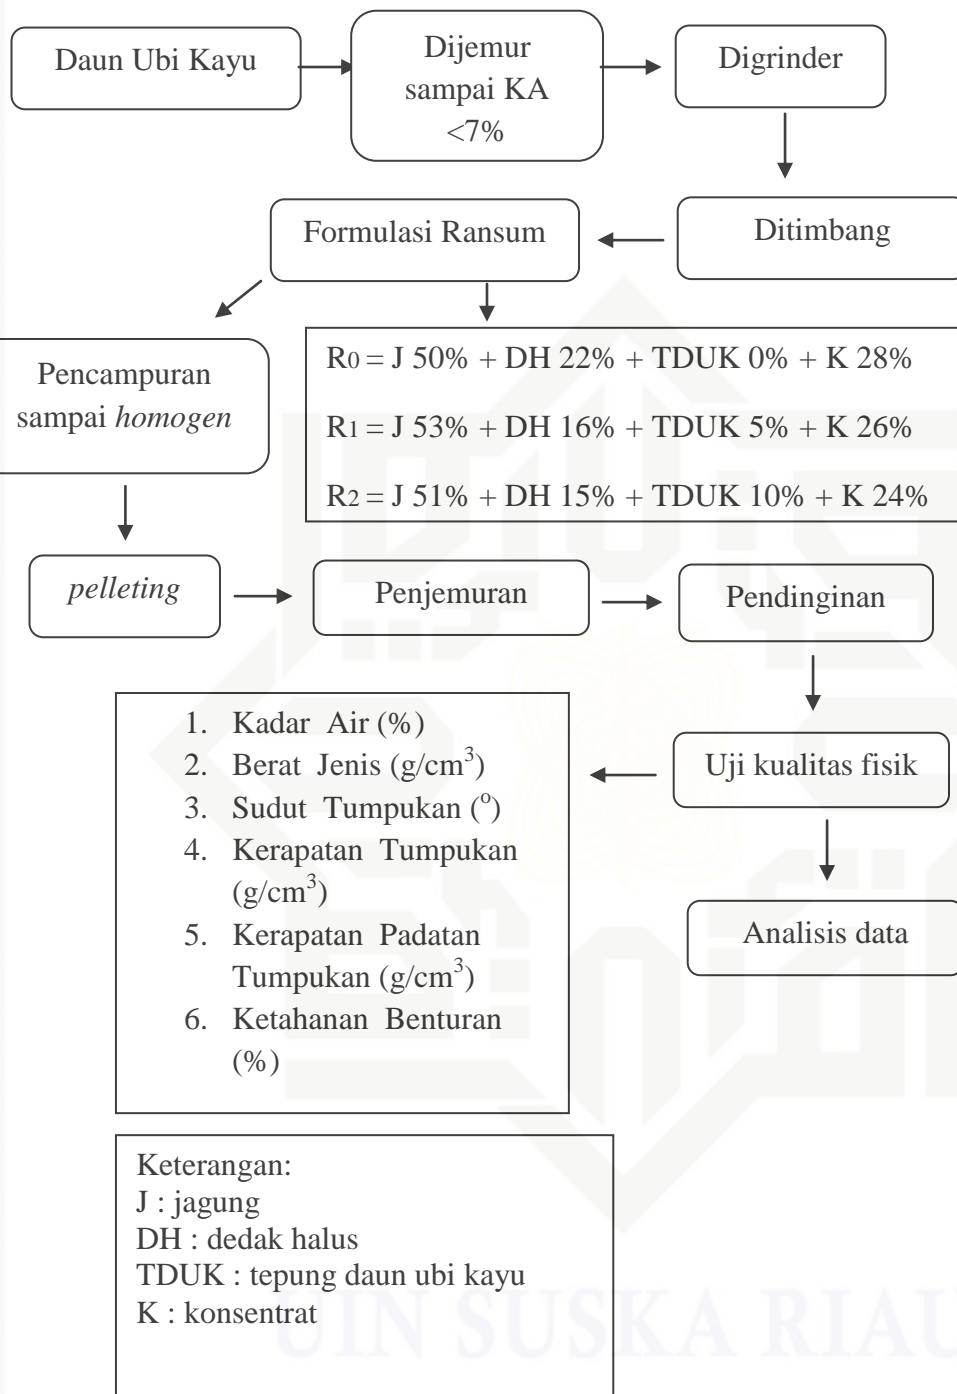 Daun Ubi Kayu
Dijemur
sampai KA
<7%
Digrinder
Ditimbang
Formulasi Ransum
Pencampuran
sampai homogen
R0 = J 50% + DH 22% + TDUK 0% + K 28%
R1 = J 53% + DH 16% + TDUK 5% + K 26%
R2 = J 51% + DH 15% + TDUK 10% + K 24%
pelleting
Penjemuran
Pendinginan
Uji kualitas fisik
1. Kadar Air (%)
2. Berat Jenis (g/cm³)
3. Sudut Tumpukan (°)
4. Kerapatan Tumpukan
(g/cm³)
5. Kerapatan Padatan
Tumpukan (g/cm³)
6. Ketahanan Benturan
(%)
Analisis data
Keterangan:
J : jagung
DH : dedak halus
TDUK : tepung daun ubi kayu
K : konsentrat
UIN SUSKA RIAU